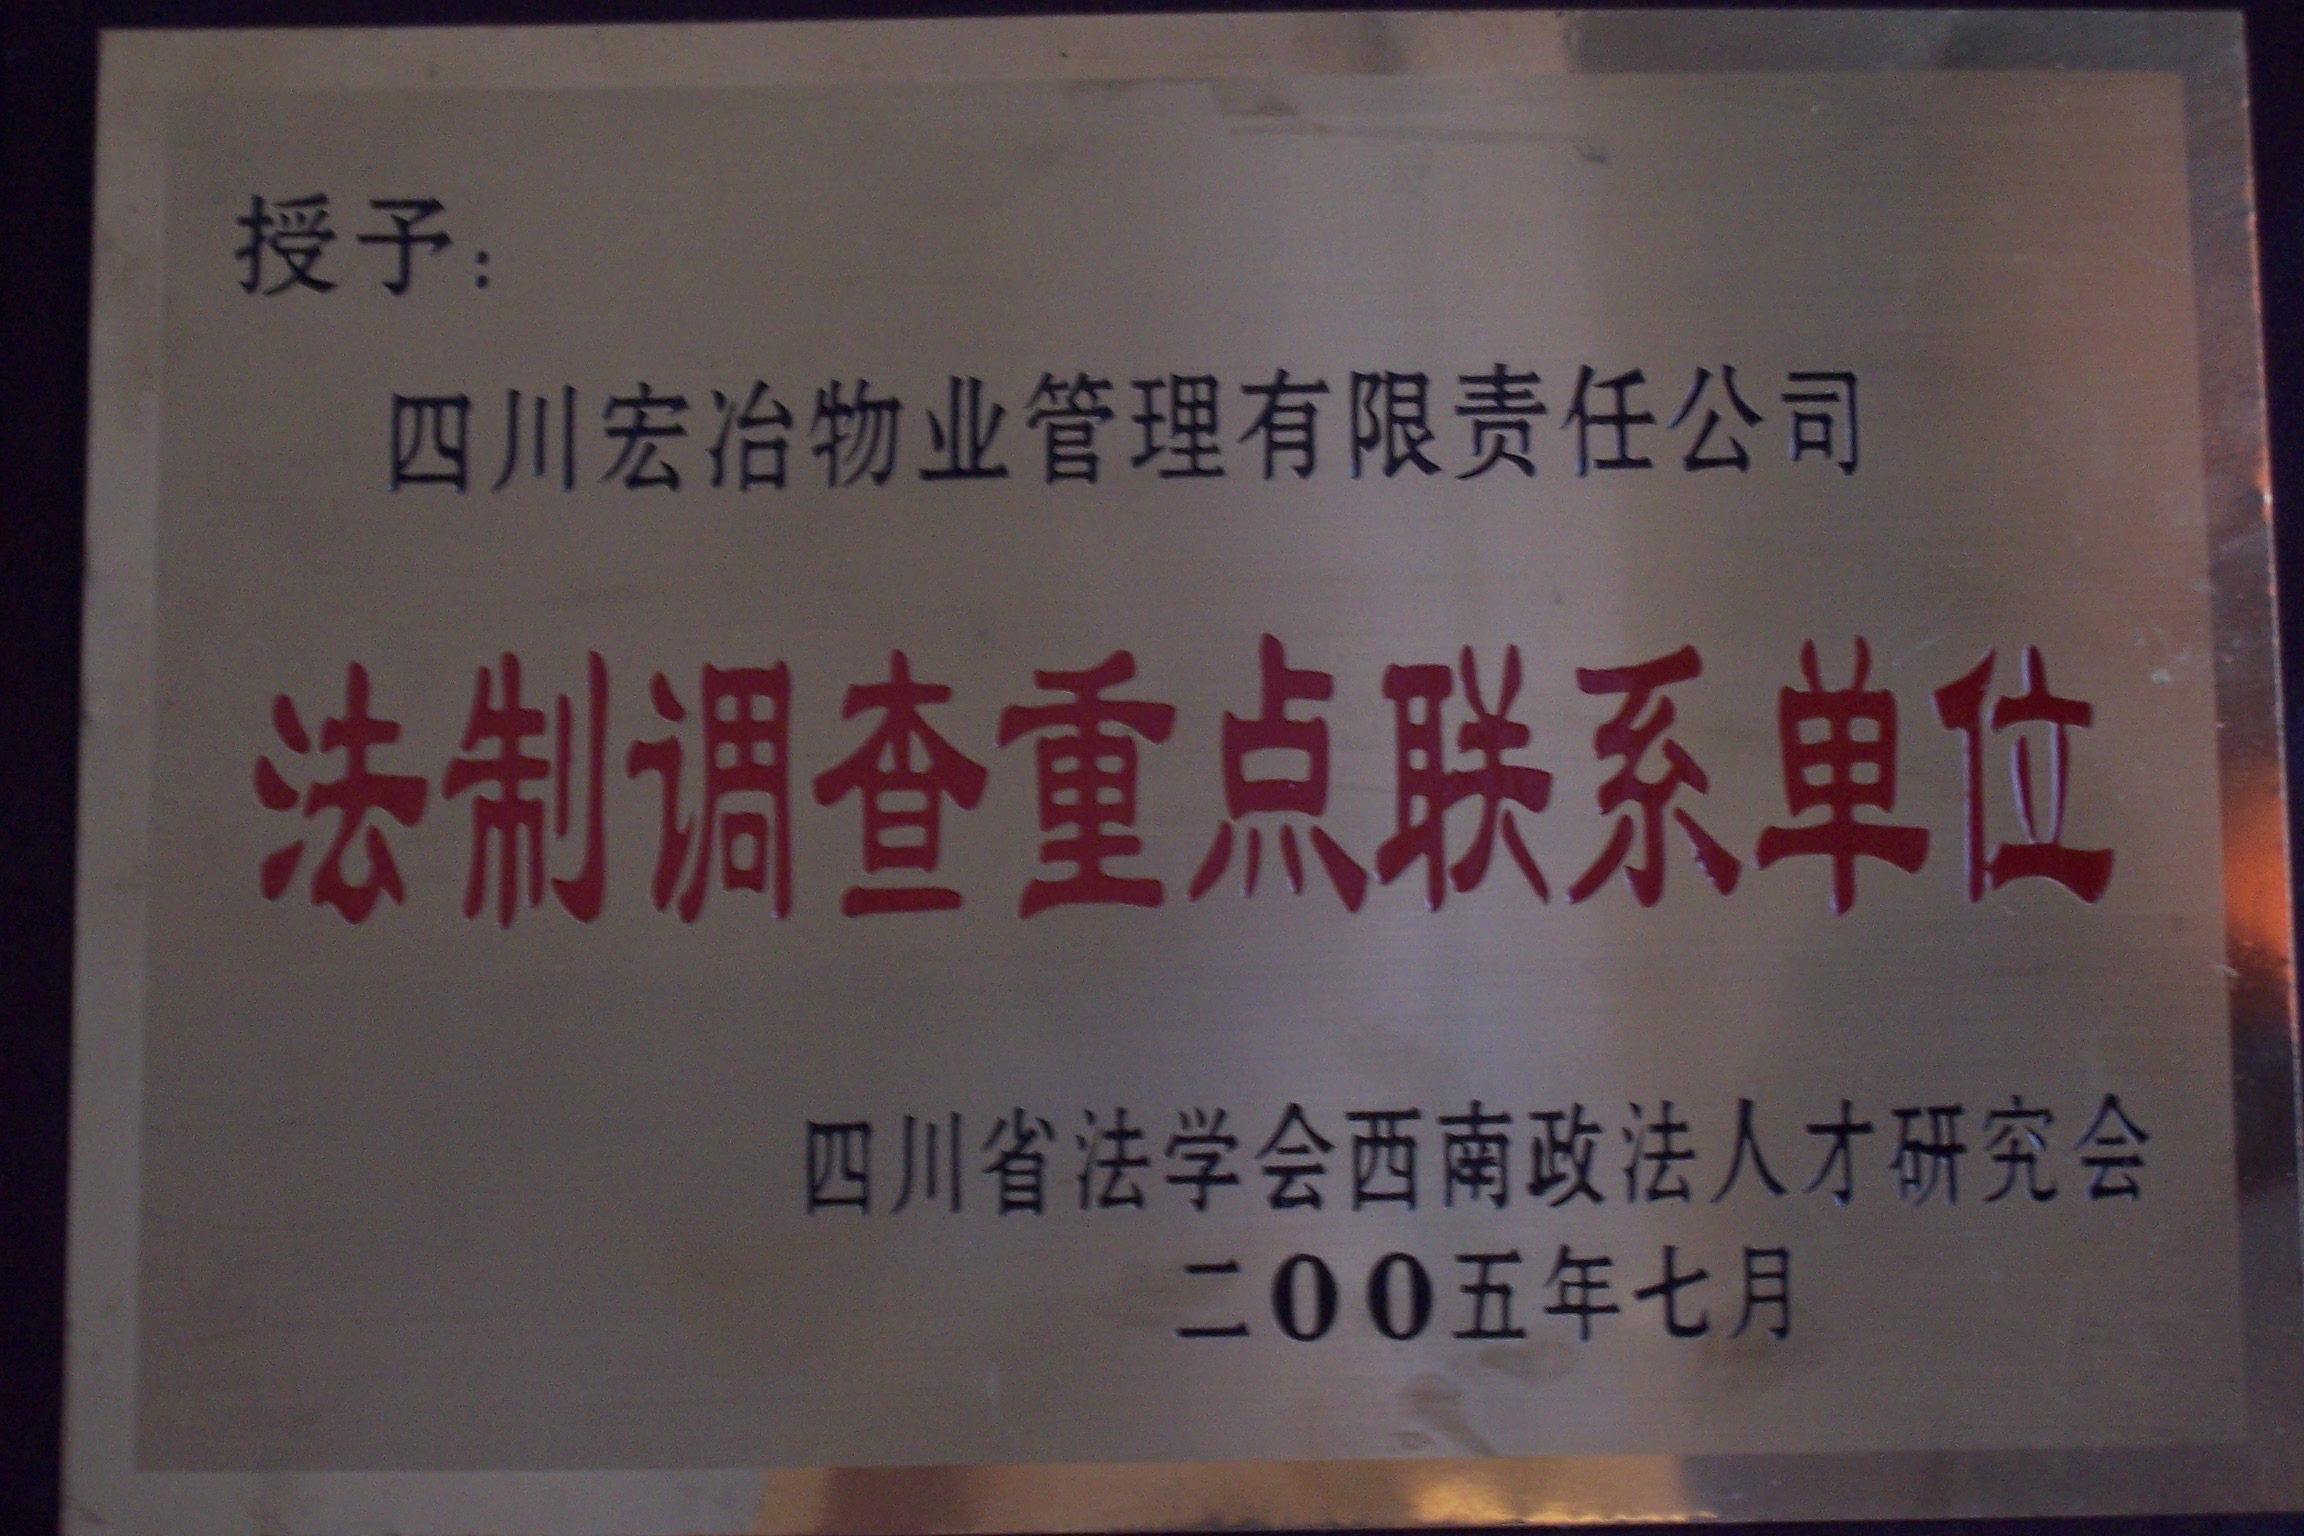 授予：
四川宏冶物业管理有限责任公司
法制调查重点联系单位
四川省法学会西南政法人才研究会
二00五年七月